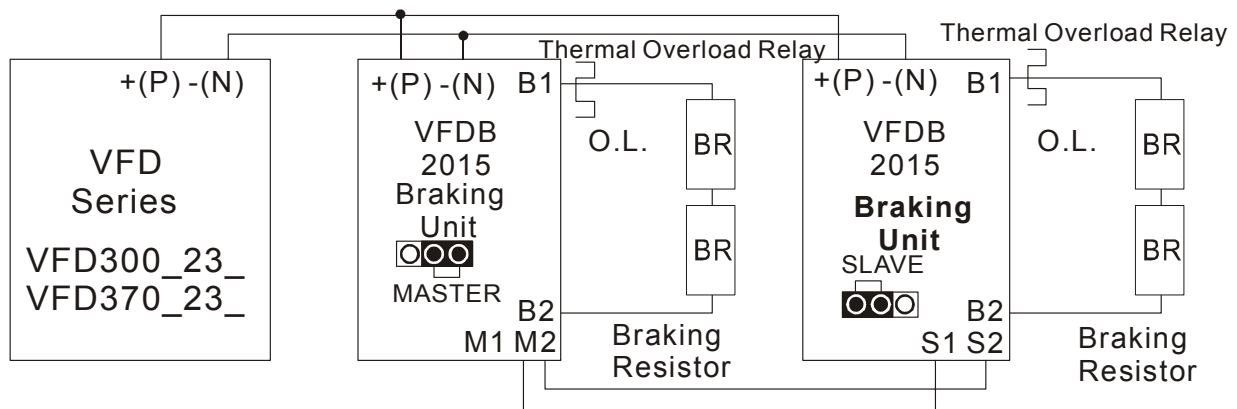 +(P) -(N)
VFD
Series
VFD300_23_
VFD370_23_
Thermal Overload Relay
+(P) -(N) B1
VFDB
2015
Braking
Unit
MASTER
B2
M1 M2
O.L.
BR
BR
Braking
Resistor
Thermal Overload Relay
+(P) -(N) B1
VFDB
2015
Braking
Unit
SLAVE
B2
S1 S2
O.L.
BR
BR
Braking
Resistor